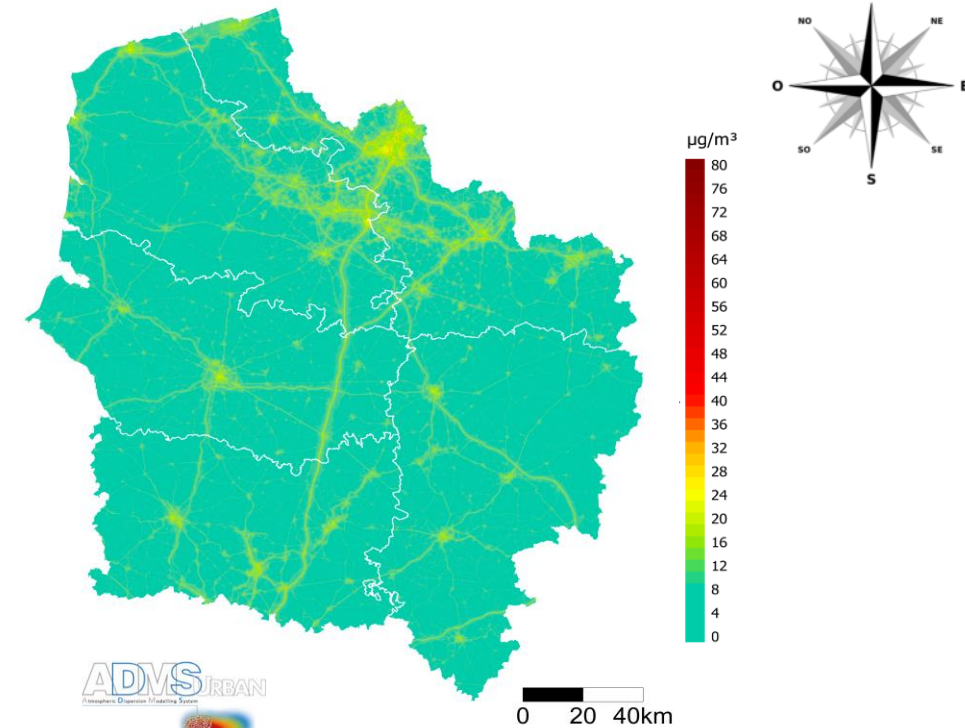 NO
NE
O
E
SO
SE
S
µg/m³
80
76
72
68
64
60
56
52
48
44
40
36
32
28
24
20
16
12
8
4
0
ADMS URBAN
Atmospheric Dispersion Modelling System
0 20 40km